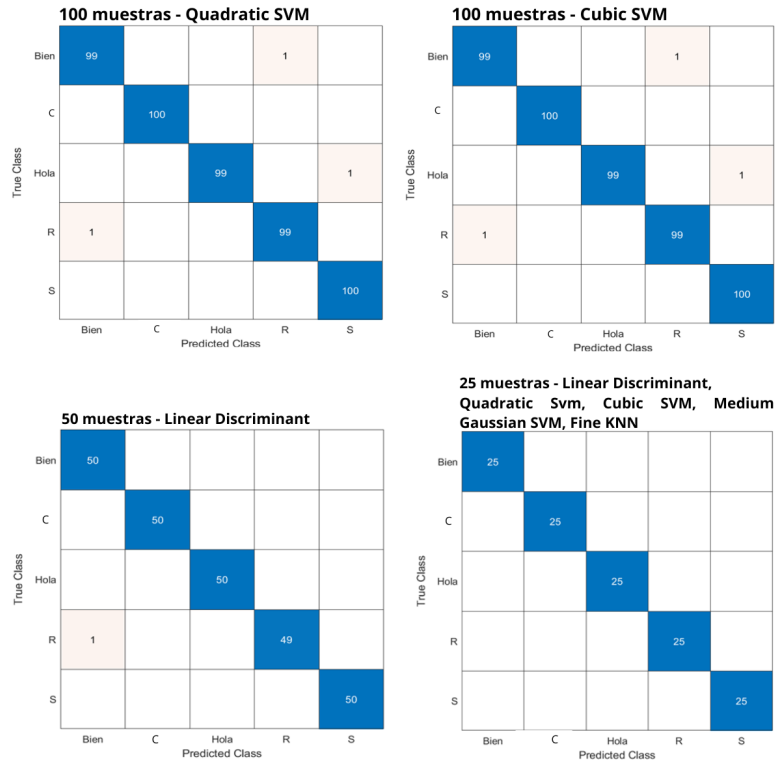 100 muestras - Quadratic SVM
True Class
Bien
99
1
C
100
Hola
99
1
R
1
99
S
100
Bien C Hola R S
Predicted Class
100 muestras - Cubic SVM
True Class
Bien
99
1
C
100
Hola
99
1
R
1
99
S
100
Bien C Hola R S
Predicted Class
50 muestras - Linear Discriminant
True Class
Bien
50
C
50
Hola
50
R
1
49
S
50
Bien C Hola R S
Predicted Class
25 muestras - Linear Discriminant,
Quadratic Svm, Cubic SVM, Medium
Gaussian SVM, Fine KNN
True Class
Bien
25
C
25
Hola
25
R
25
S
25
Bien C Hola R S
Predicted Class